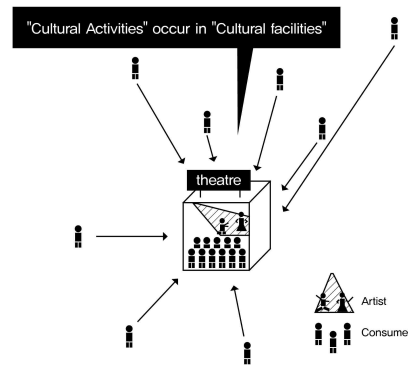 "Cultural Activities" occur in "Cultural facilities"
theatre
Artist
Consume